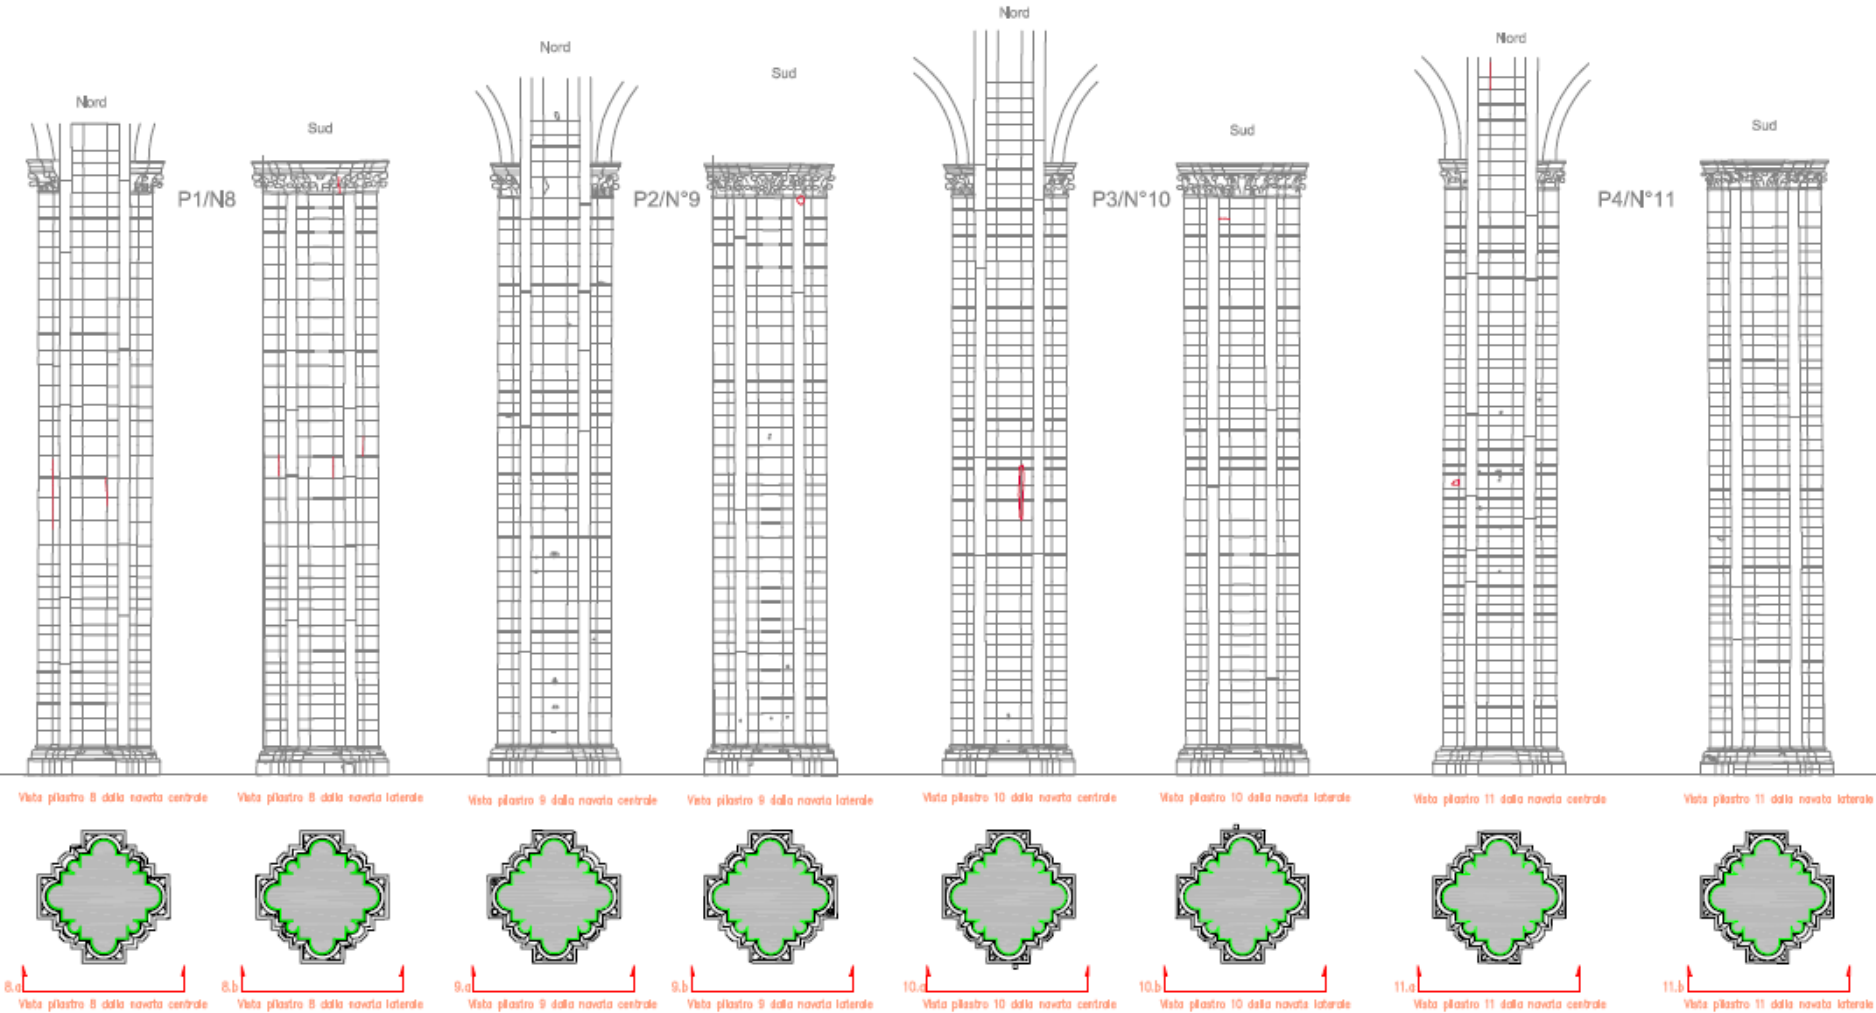 Nord
Sud
Nord
Sud
Nord
Sud
Nord
Sud
P1/N8
P2/N°9
P3/N°10
P4/N°11
Vista pilastro 8 dalla navata centrale
Vista pilastro 8 dalla navata laterale
Vista pilastro 9 dalla navata centrale
Vista pilastro 9 dalla navata laterale
Vista pilastro 10 dalla navata centrale
Vista pilastro 10 dalla navata laterale
Vista pilastro 11 dalla navata centrale
Vista pilastro 11 dalla navata laterale
8.a
8.b
9.a
9.b
10.a
10.b
11.a
11.b
Vista pilastro 8 dalla navata centrale
Vista pilastro 8 dalla navata laterale
Vista pilastro 9 dalla navata centrale
Vista pilastro 9 dalla navata laterale
Vista pilastro 10 dalla navata centrale
Vista pilastro 10 dalla navata laterale
Vista pilastro 11 dalla navata centrale
Vista pilastro 11 dalla navata laterale